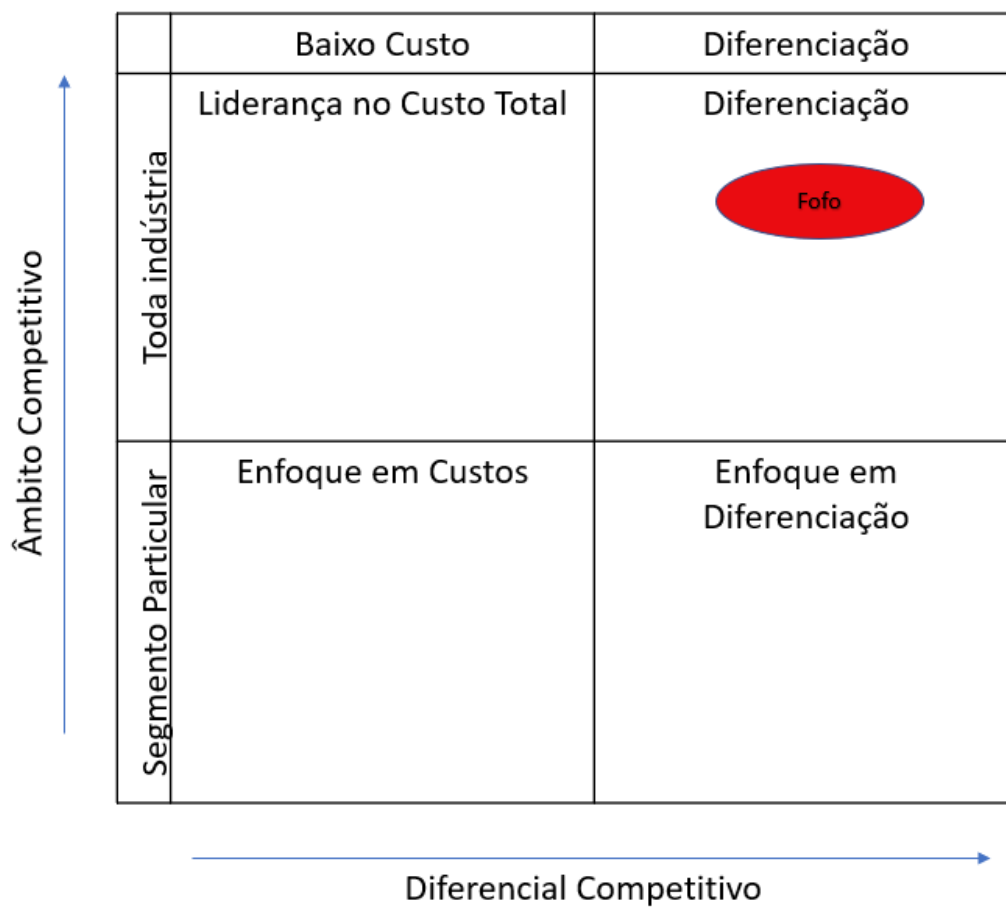 Baixo Custo
Diferenciação
Liderança no Custo Total
Diferenciação
Fofo
Toda indústria
Enfoque em Custos
Enfoque em
Diferenciação
Segmento Particular
Âmbito Competitivo
Diferencial Competitivo